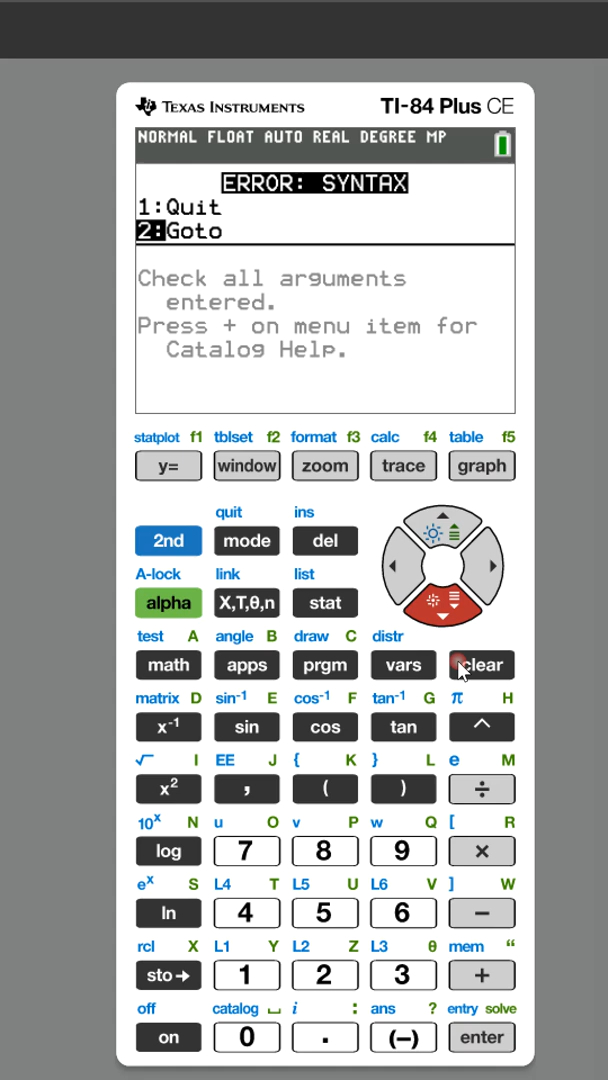 TEXAS INSTRUMENTS TI-84 Plus CE
NORMAL FLOAT AUTO REAL DEGREE MP
ERROR: SYNTAX
1:Quit
2:Goto
Check all arguments
entered.
Press + on menu item for
Catalog Help.
statplot f1 tblset f2 format f3 calc f4 table f5
y= window zoom trace graph
quit ins
2nd mode del
A-lock link list
alpha X,T,θ,n stat
test A angle B draw C distr
math apps prgm vars clear
matrix D sin⁻¹ E cos⁻¹ F tan⁻¹ G π H
x⁻¹ sin cos tan ^
√ I EE J { K } L e M
x² , ( ) ÷
10ˣ N u O v P w Q [ R
log 7 8 9 ×
eˣ S L4 T L5 U L6 V ] W
ln 4 5 6 −
rcl X L1 Y L2 Z L3 θ mem “
sto→ 1 2 3 +
off catalog ⎵ i : ans ? entry solve
on 0 . (−) enter